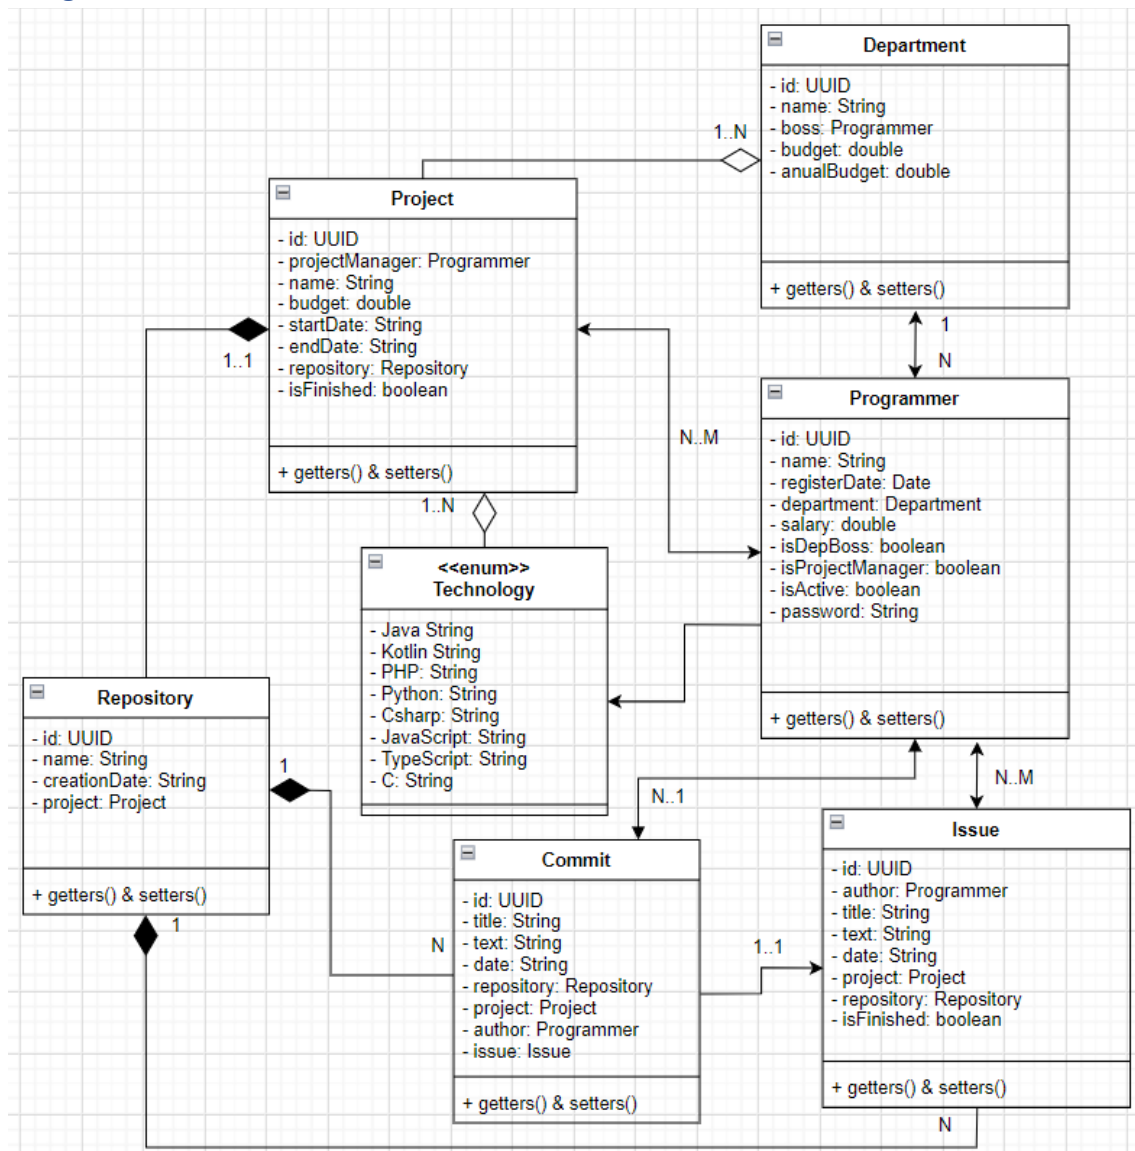 Department
- id: UUID
- name: String
- boss: Programmer
- budget: double
- anualBudget: double
+ getters() & setters()
1..N
Project
- id: UUID
- projectManager: Programmer
- name: String
- budget: double
- startDate: String
- endDate: String
- repository: Repository
- isFinished: boolean
+ getters() & setters()
1..1
1..N
N..M
1
N
Programmer
- id: UUID
- name: String
- registerDate: Date
- department: Department
- salary: double
- isDepBoss: boolean
- isProjectManager: boolean
- isActive: boolean
- password: String
+ getters() & setters()
<<enum>>
Technology
- Java String
- Kotlin String
- PHP: String
- Python: String
- Csharp: String
- JavaScript: String
- TypeScript: String
- C: String
Repository
- id: UUID
- name: String
- creationDate: String
- project: Project
+ getters() & setters()
1
1
N..1
N..M
Commit
- id: UUID
- title: String
- text: String
- date: String
- repository: Repository
- project: Project
- author: Programmer
- issue: Issue
+ getters() & setters()
N
1..1
Issue
- id: UUID
- author: Programmer
- title: String
- text: String
- date: String
- project: Project
- repository: Repository
- isFinished: boolean
+ getters() & setters()
N